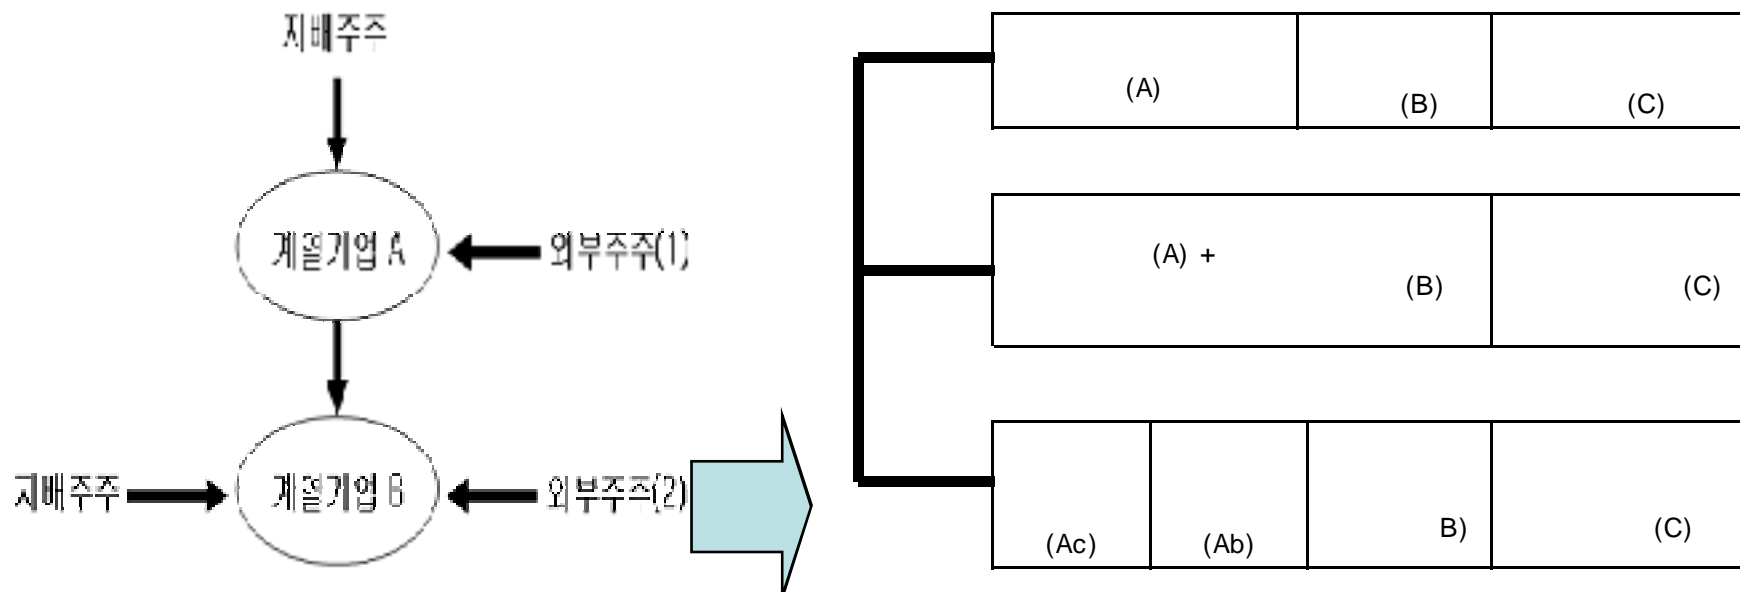 지배주주
계열기업 A
외부주주(1)
지배주주
계열기업 B
외부주주(2)
(A)
(B)
(C)
(A) +
(B)
(C)
(Ac)
(Ab)
B)
(C)